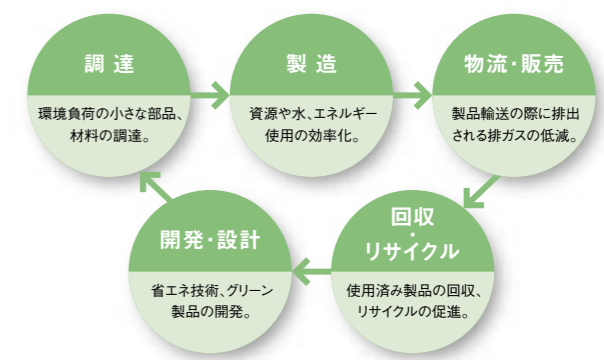 調達
環境負荷の小さな部品、
材料の調達。
製造
資源や水、エネルギー
使用の効率化。
物流・販売
製品輸送の際に排出
される排ガスの低減。
回収
・
リサイクル
使用済み製品の回収、
リサイクルの促進。
開発・設計
省エネ技術、グリーン
製品の開発。